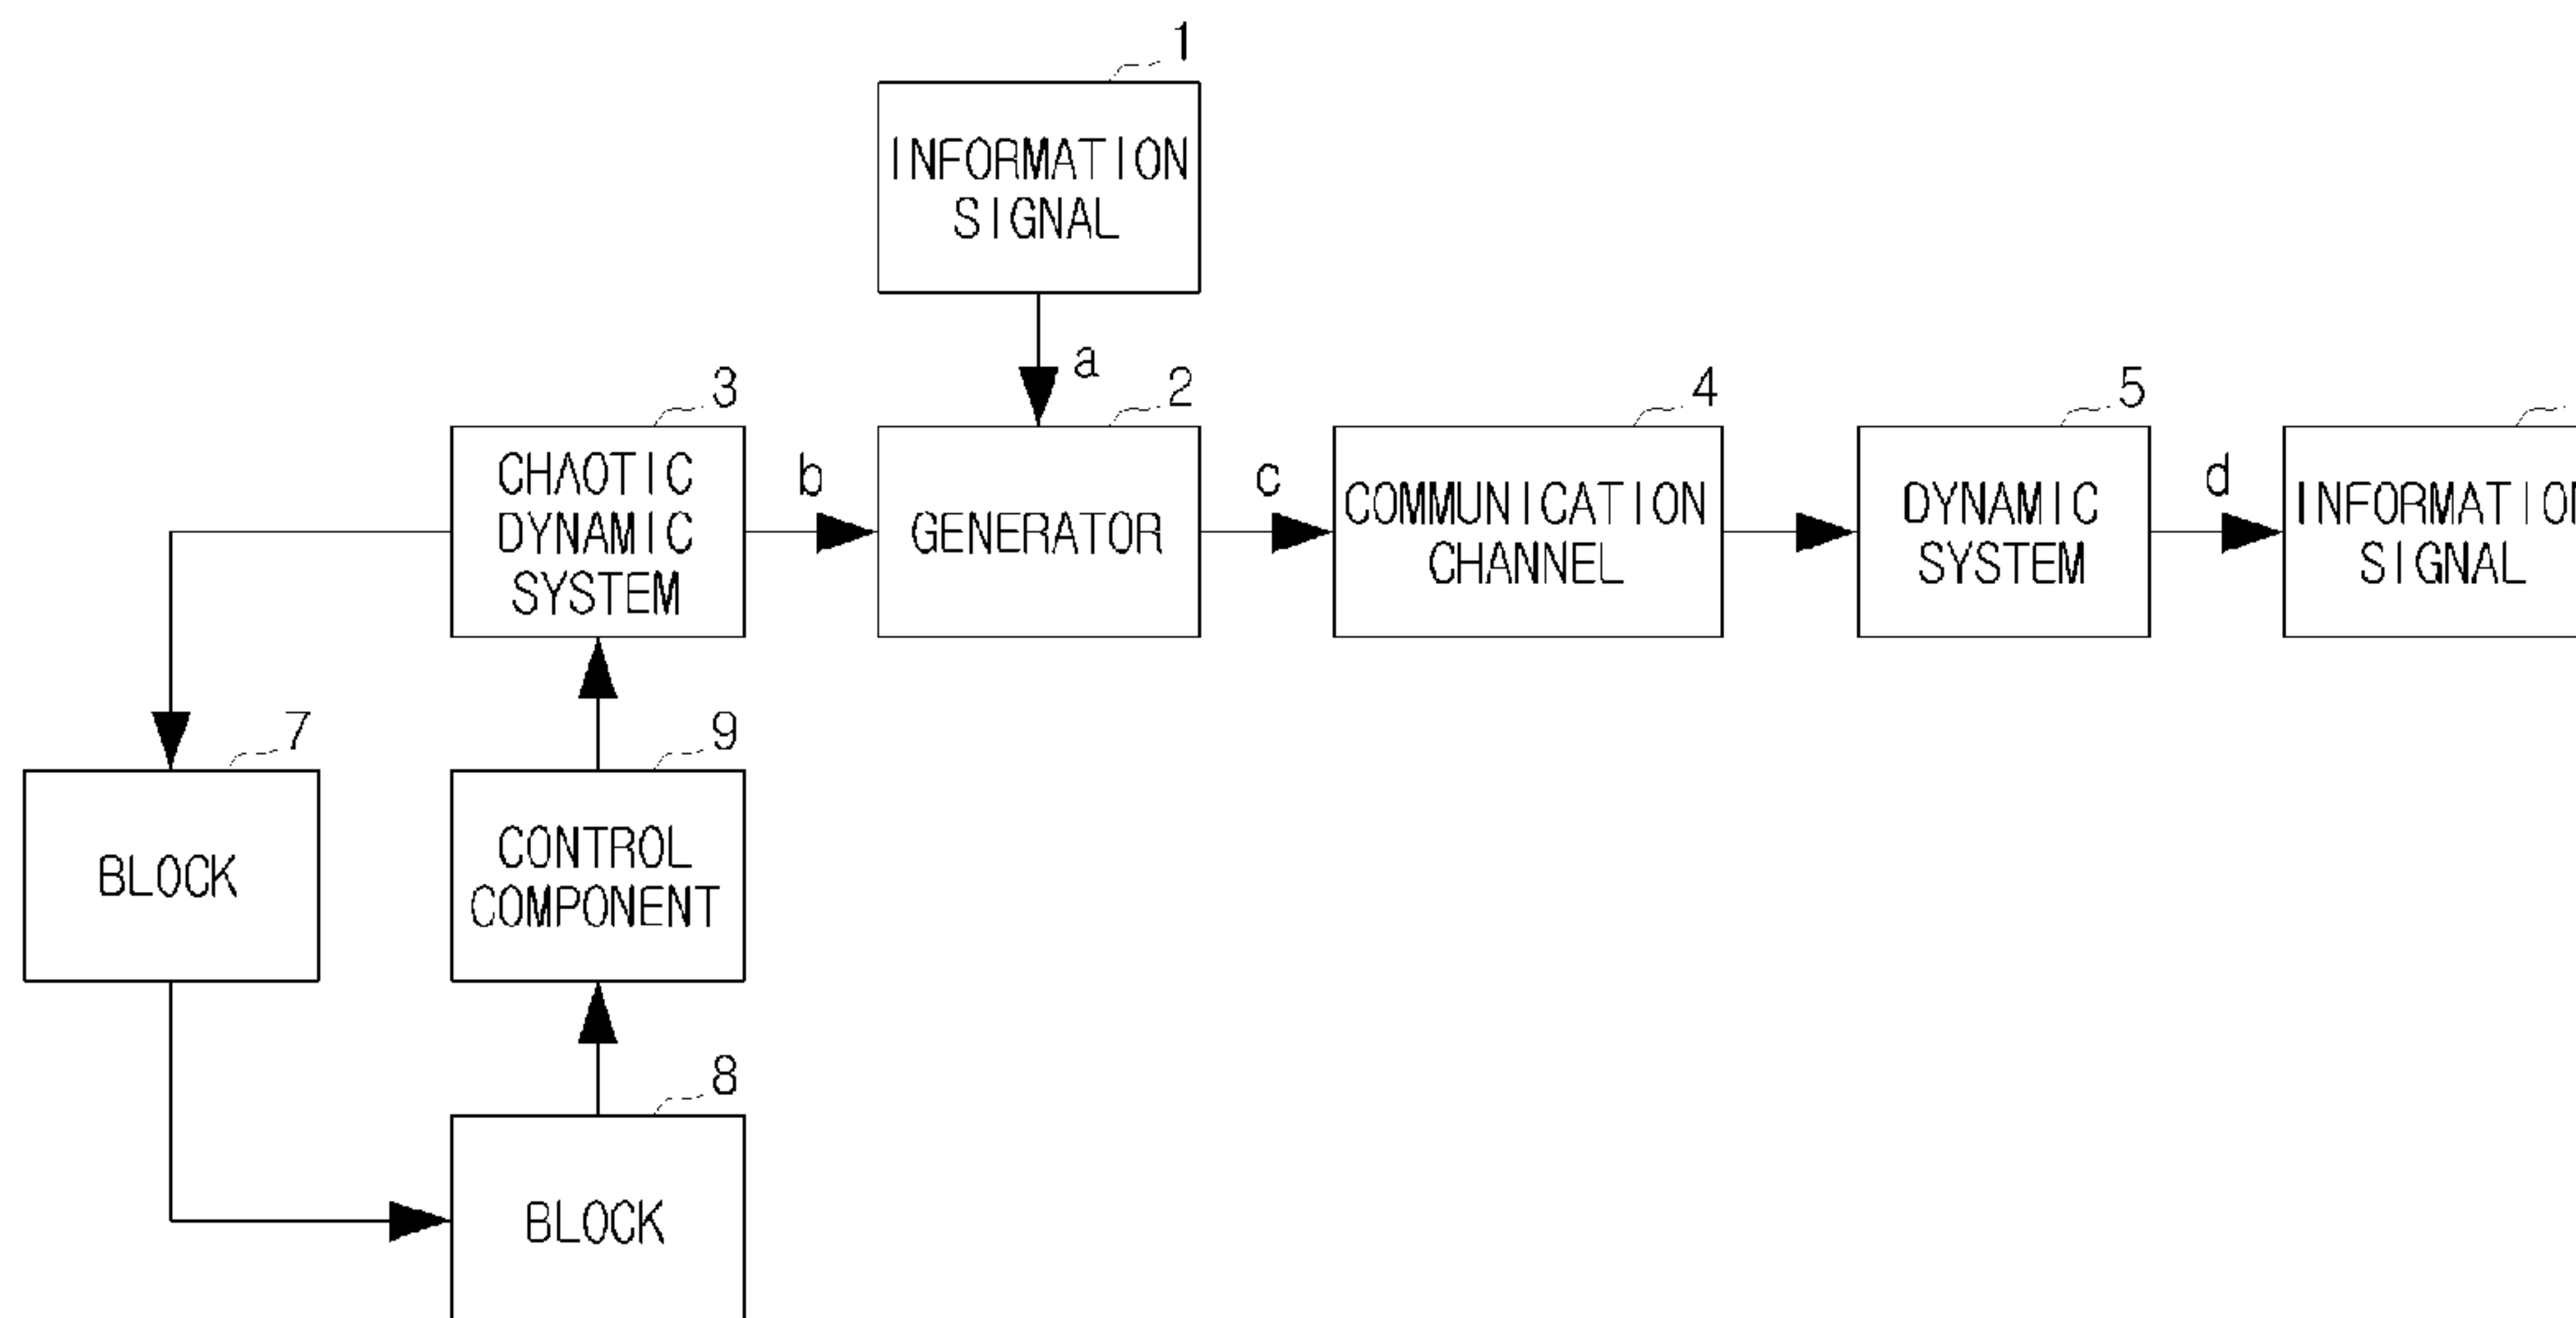 1
INFORMATION
SIGNAL
a
3
2
4
5
CHAOTIC
DYNAMIC
SYSTEM
b
GENERATOR
c
COMMUNICATION
CHANNEL
DYNAMIC
SYSTEM
d
INFORMATION
SIGNAL
7
9
BLOCK
CONTROL
COMPONENT
8
BLOCK